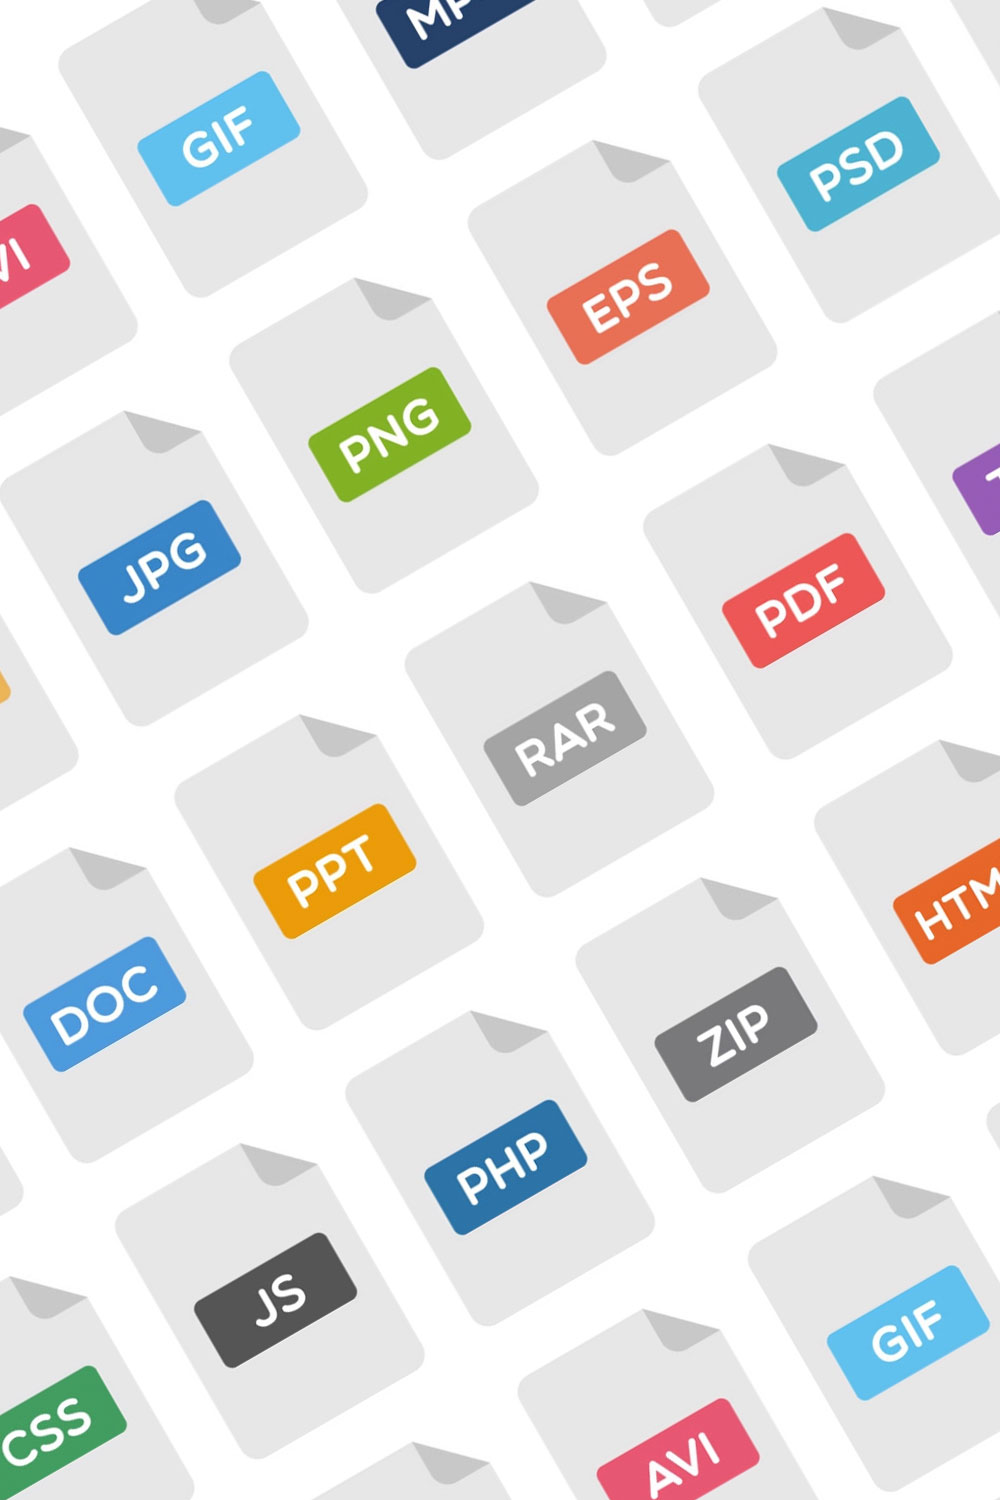 MP
GIF
PSD
VI
EPS
PNG
JPG
PDF
RAR
PPT
HTM
DOC
ZIP
PHP
JS
GIF
CSS
AVI